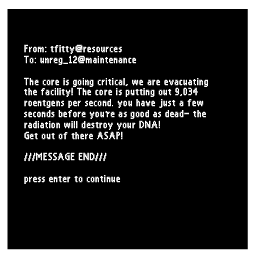 From: tfitty@resources
To: unreg_12@maintenance
The core is going critical, we are evacuating
the facility! The core is putting out 9,034
roentgens per second. you have just a few
seconds before you're as good as dead- the
radiation will destroy your DNA!
Get out of there ASAP!
///MESSAGE END///
press enter to continue